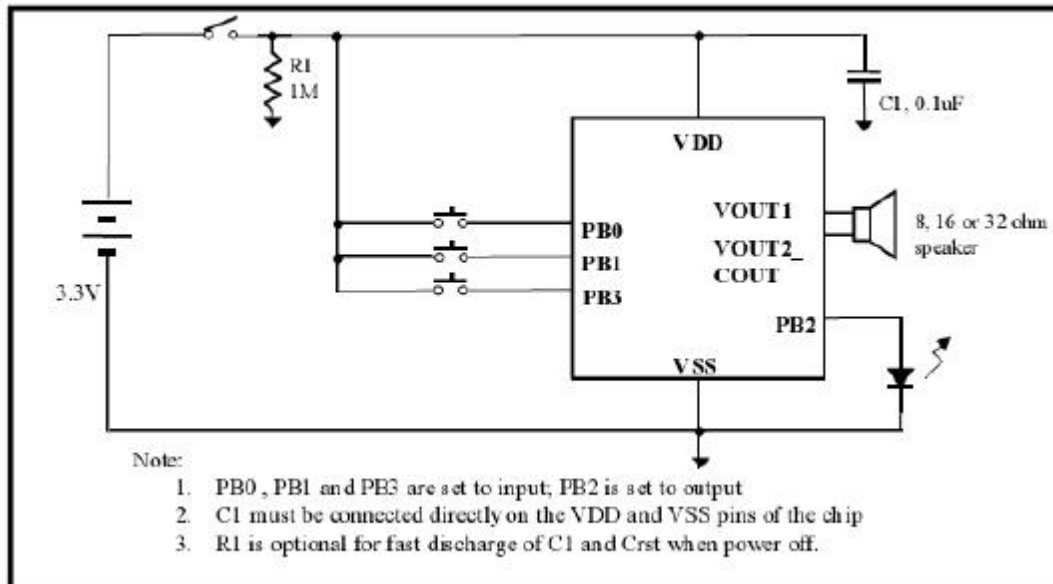 R1
1M
C1, 0.1uF
VDD
VOUT1
8, 16 or 32 ohm
speaker
PB0
VOUT2_
COUT
PB1
3.3V
PB3
PB2
VSS
Note:
1. PB0 , PB1 and PB3 are set to input; PB2 is set to output
2. C1 must be connected directly on the VDD and VSS pins of the chip
3. R1 is optional for fast discharge of C1 and Crst when power off.